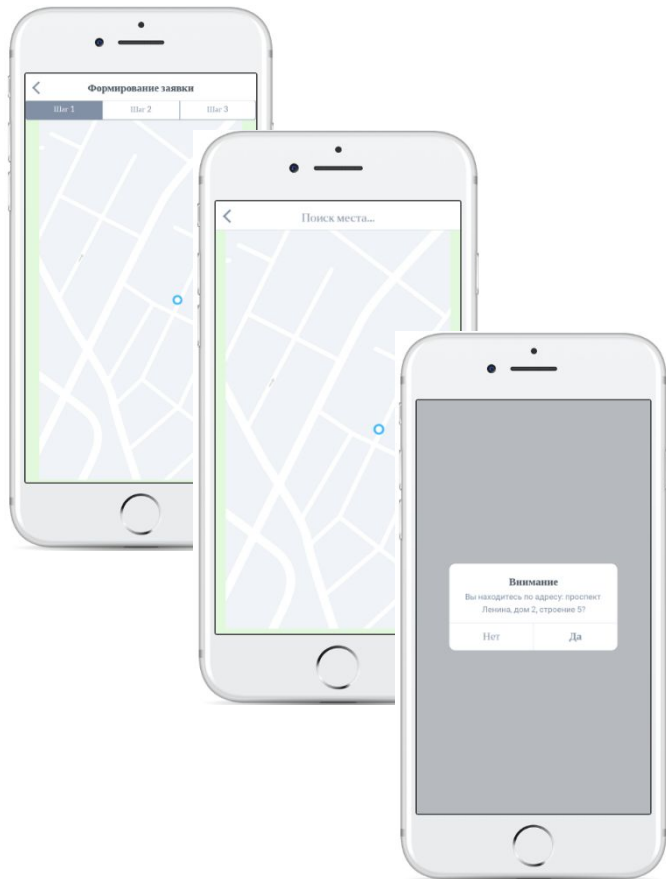 Формирование заявки
Шаг 1
Шаг 2
Шаг 3
Поиск места...
Внимание
Вы находитесь по адресу: проспект
Ленина, дом 2, строение 5?
Нет
Да